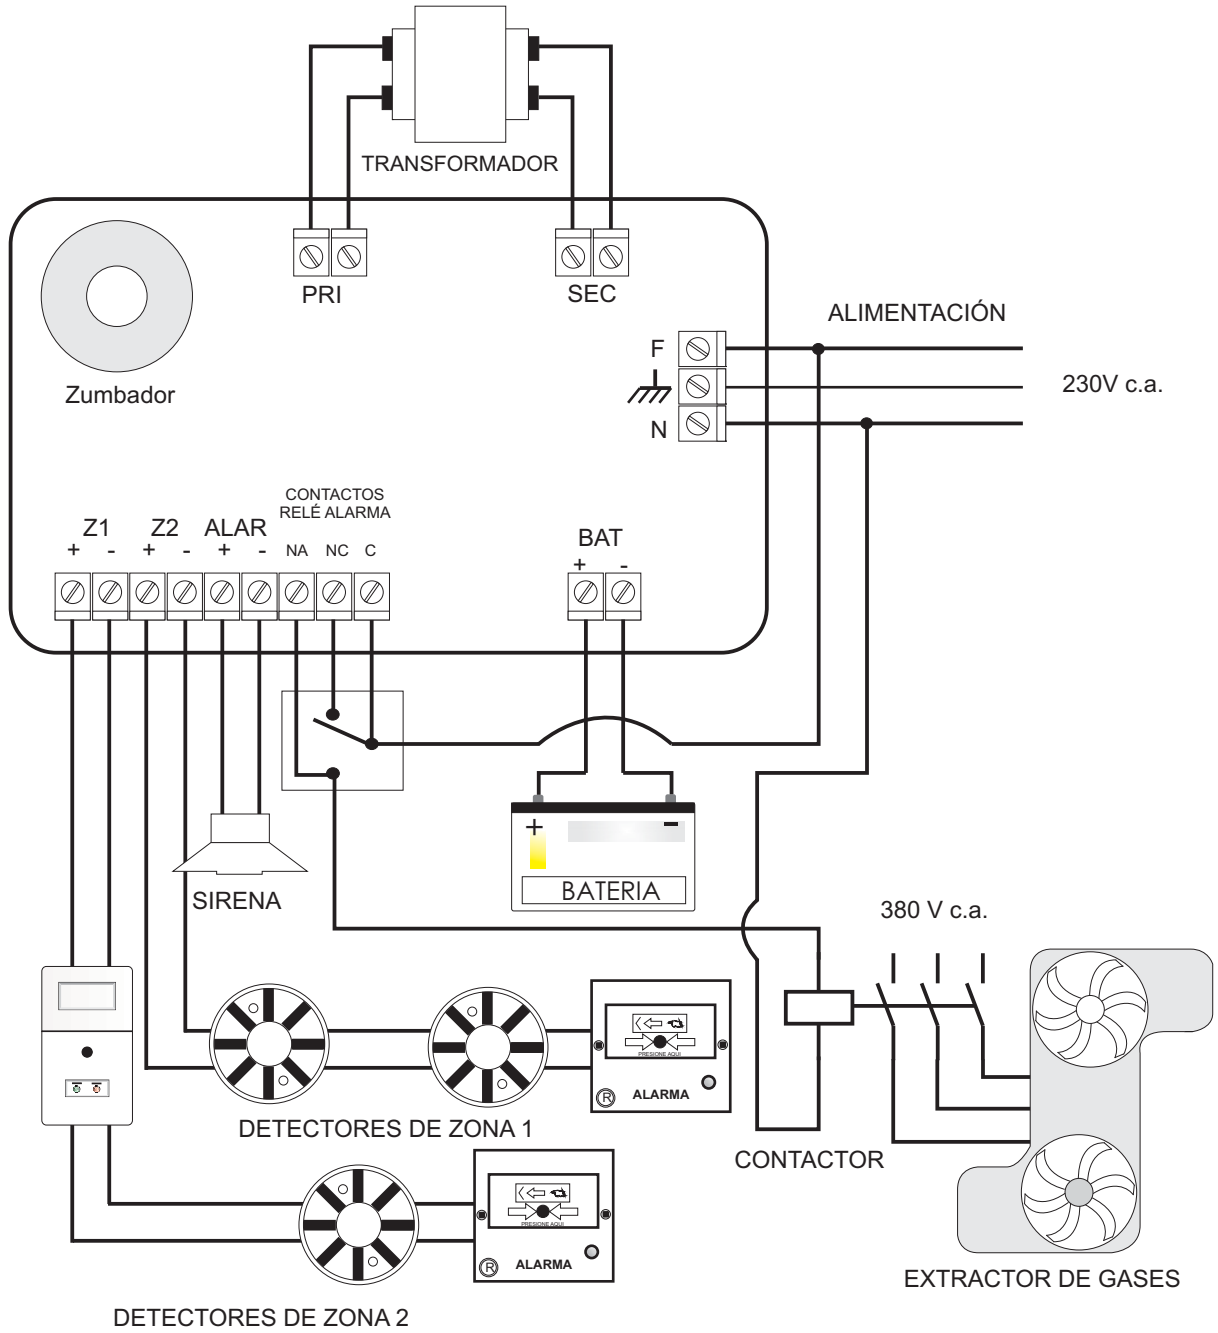 TRANSFORMADOR
PRI
SEC
Zumbador
ALIMENTACIÓN
F
N
230V c.a.
CONTACTOS
RELÉ ALARMA
Z1 Z2 ALAR
+ - + - + - NA NC C
BAT
+ -
SIRENA
+ -
BATERIA
380 V c.a.
PRESIONE AQUI
® ALARMA
DETECTORES DE ZONA 1
CONTACTOR
PRESIONE AQUI
® ALARMA
EXTRACTOR DE GASES
DETECTORES DE ZONA 2